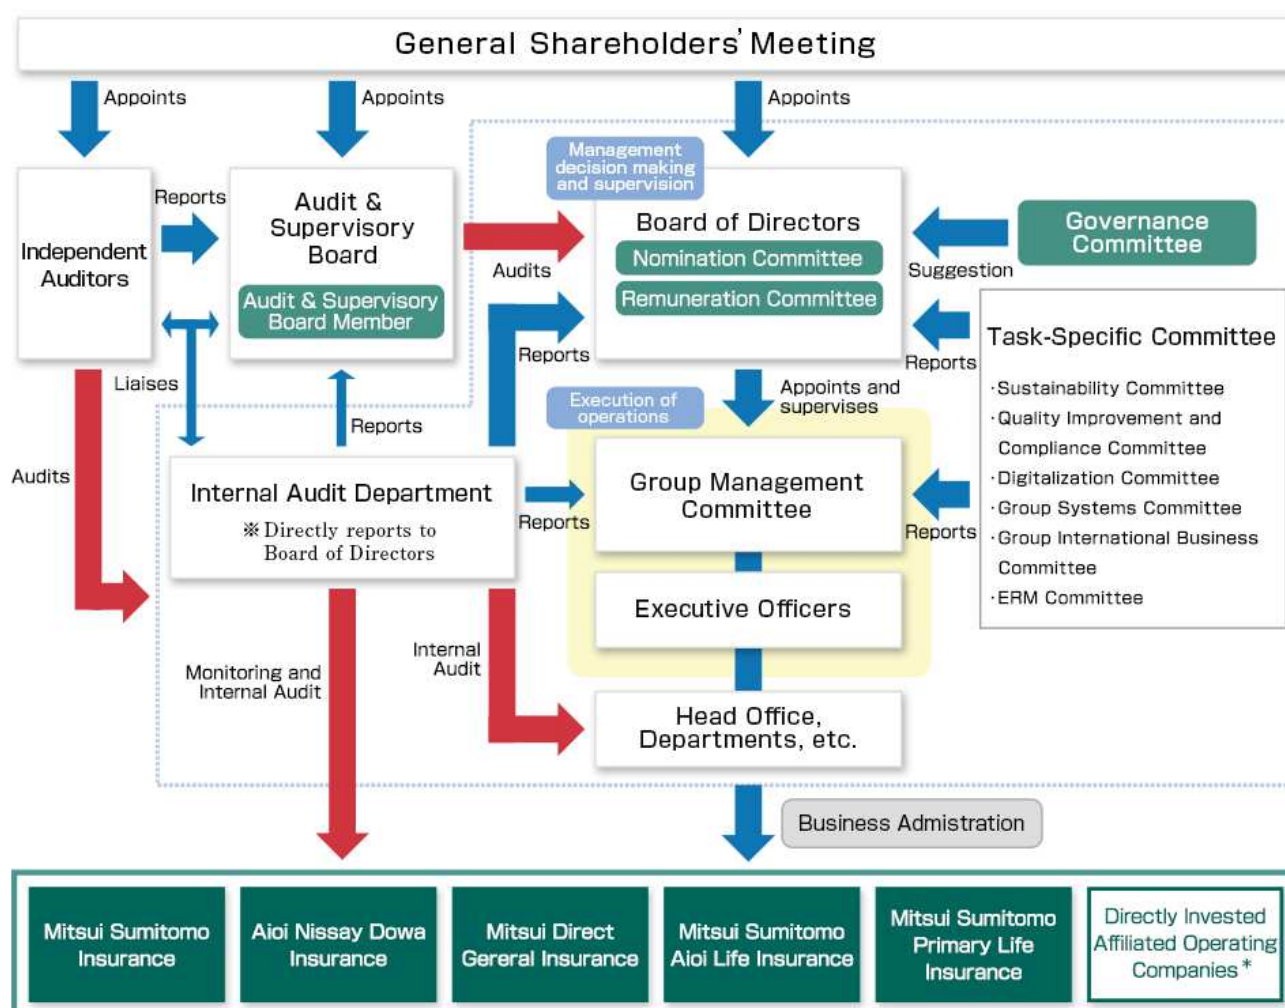 General Shareholders' Meeting
Appoints
Appoints
Appoints
Management
decision making
and supervision
Independent
Auditors
Reports
Audit &
Supervisory
Board
Audit & Supervisory
Board Member
Audits
Board of Directors
Nomination Committee
Remuneration Committee
Governance
Committee
Suggestion
Reports
Reports
Task-Specific Committee
·Sustainability Committee
·Quality Improvement and
Compliance Committee
·Digitalization Committee
·Group Systems Committee
·Group International Business
Committee
·ERM Committee
Liaises
Reports
Execution of
operations
Appoints and
supervises
Audits
Internal Audit Department
※Directly reports to
Board of Directors
Reports
Group Management
Committee
Reports
Executive Officers
Monitoring and
Internal Audit
Internal
Audit
Head Office,
Departments, etc.
Business Admistration
Mitsui Sumitomo
Insurance
Aioi Nissay Dowa
Insurance
Mitsui Direct
Gereral Insurance
Mitsui Sumitomo
Aioi Life Insurance
Mitsui Sumitomo
Primary Life
Insurance
Directly Invested
Affiliated Operating
Companies*